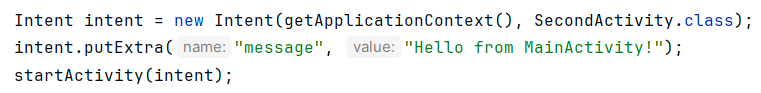 Intent intent = new Intent(getApplicationContext(), SecondActivity.class);
intent.putExtra( name: "message", value: "Hello from MainActivity!");
startActivity(intent);